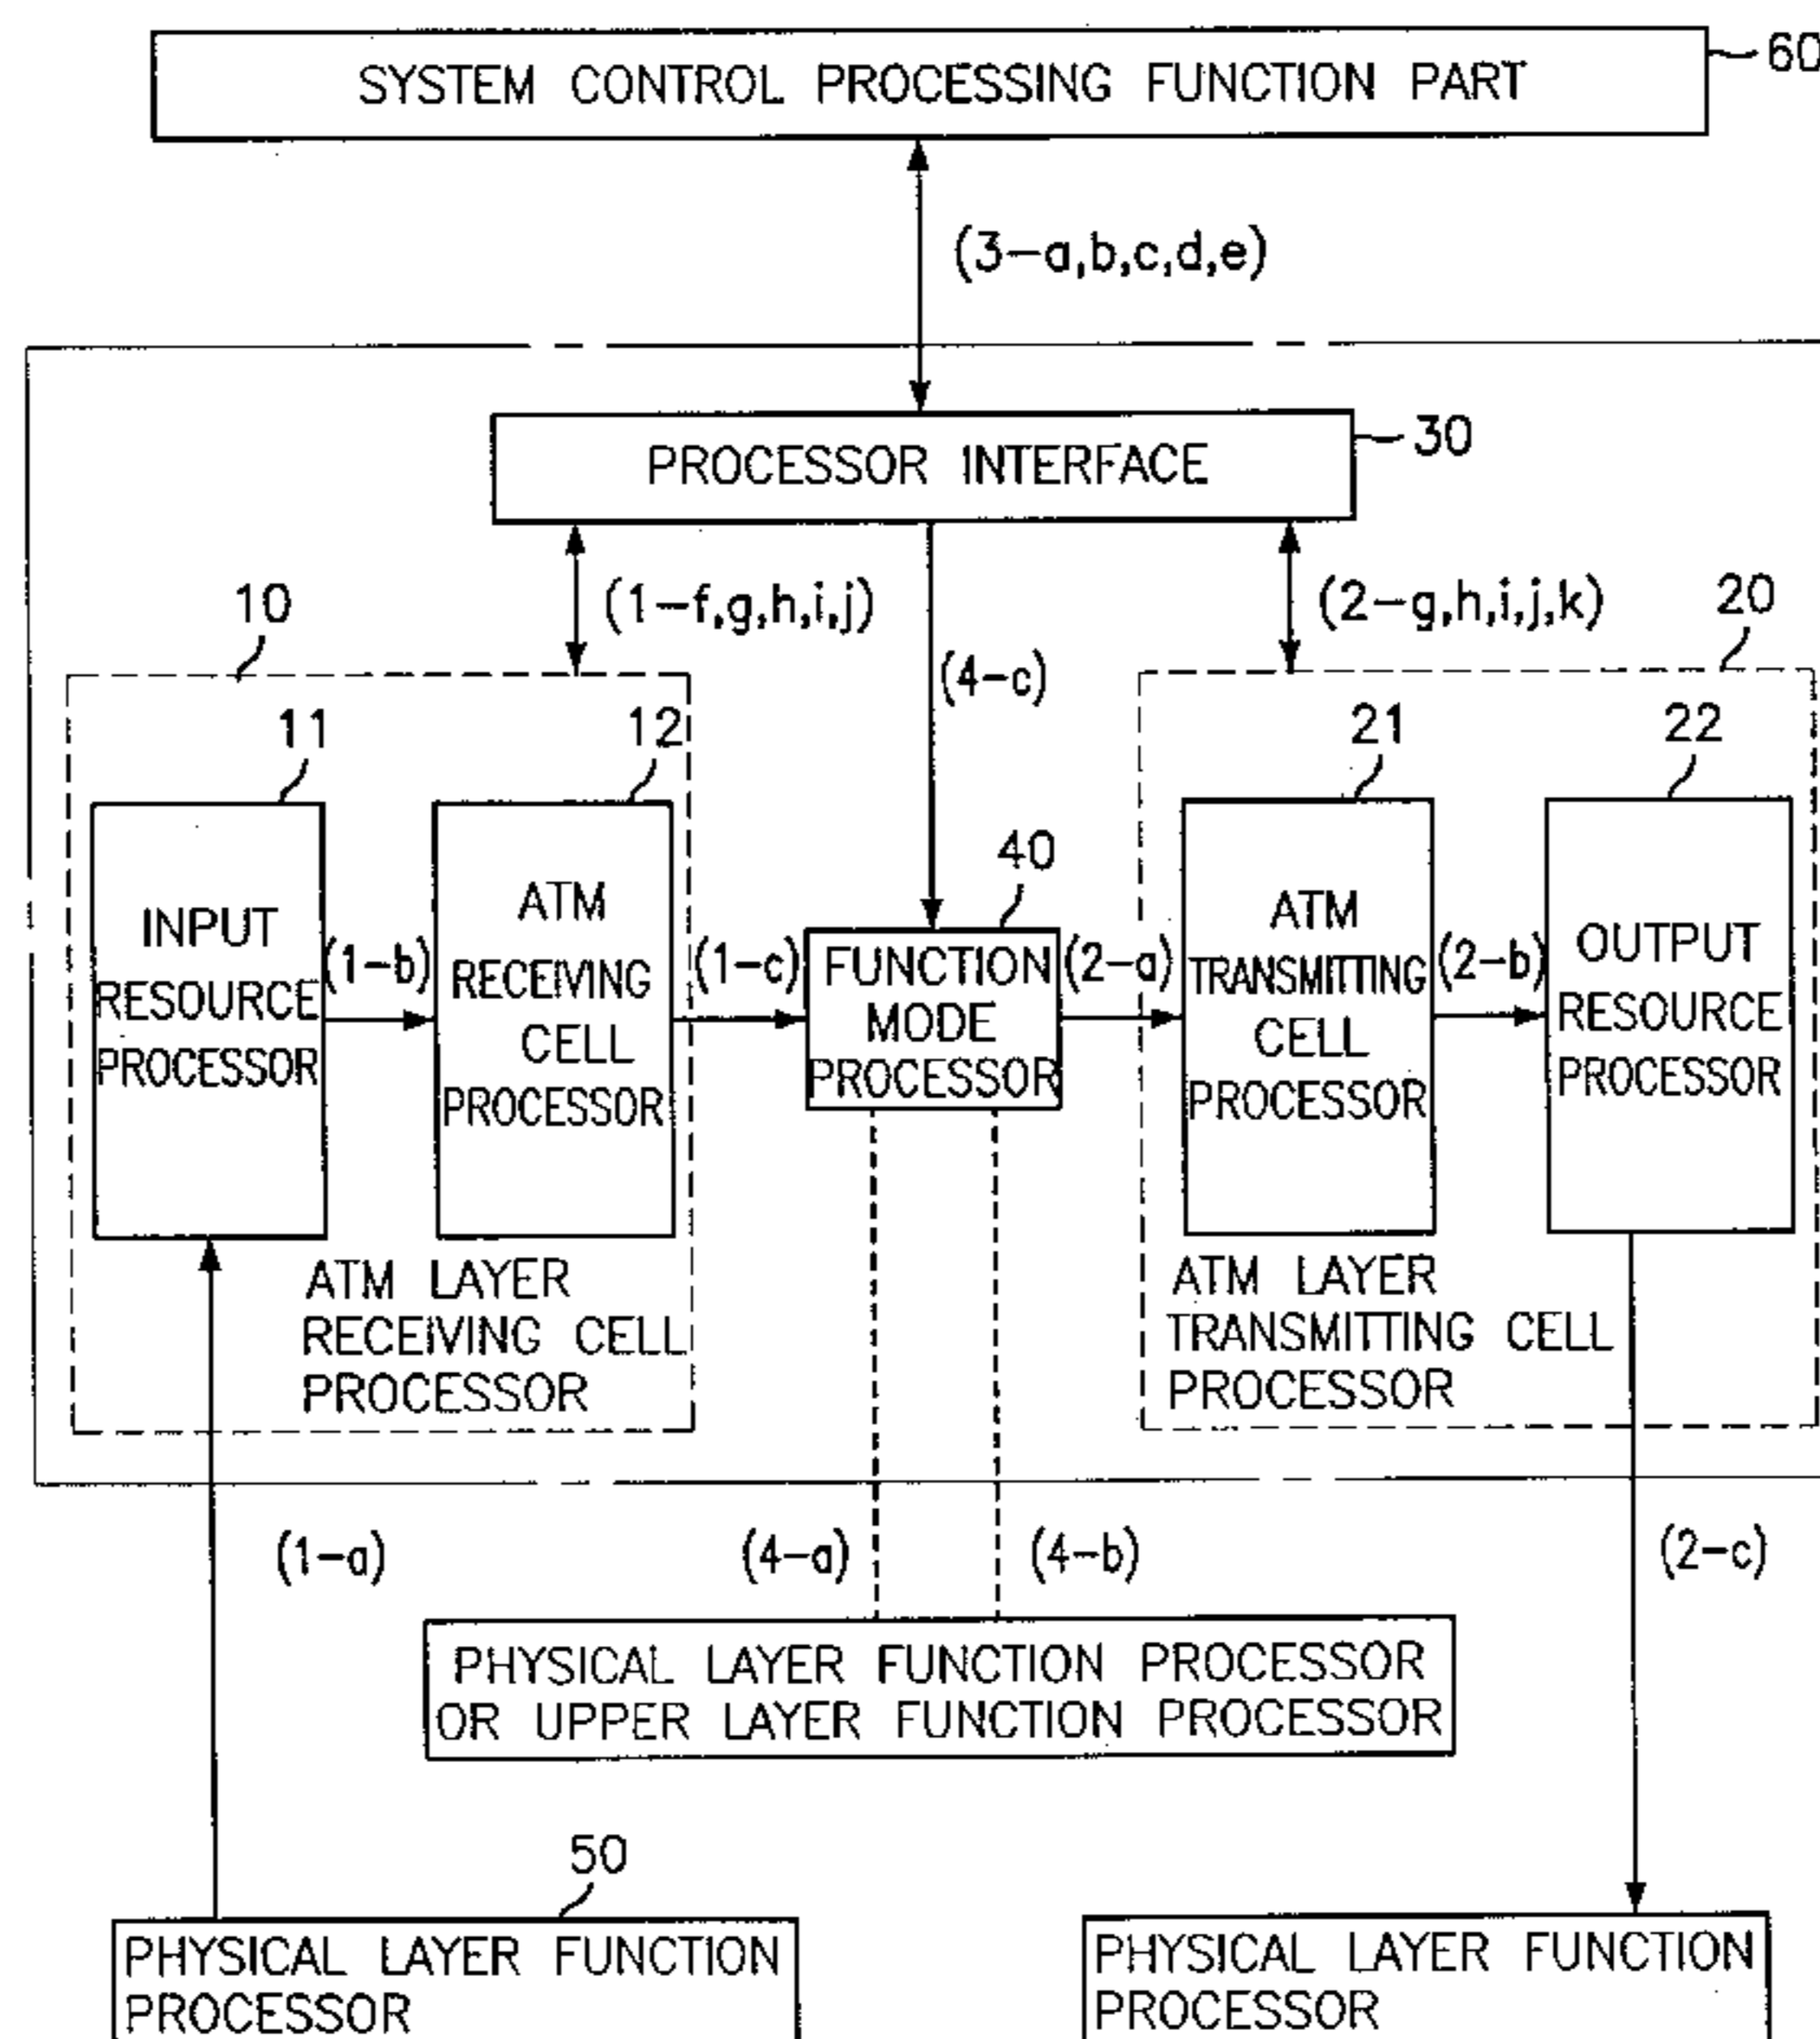 SYSTEM CONTROL PROCESSING FUNCTION PART
60
(3-a,b,c,d,e)
PROCESSOR INTERFACE
30
(1-f,g,h,i,j)
(4-c)
(2-g,h,i,j,k)
10
20
11
12
21
22
40
INPUT
RESOURCE
PROCESSOR
(1-b)
ATM
RECEIVING
CELL
PROCESSOR
(1-c)
FUNCTION
MODE
PROCESSOR
(2-a)
ATM
TRANSMITTING
CELL
PROCESSOR
(2-b)
OUTPUT
RESOURCE
PROCESSOR
ATM LAYER
RECEIVING CELL
PROCESSOR
ATM LAYER
TRANSMITTING CELL
PROCESSOR
(1-a)
(4-a)
(4-b)
(2-c)
PHYSICAL LAYER FUNCTION PROCESSOR
OR UPPER LAYER FUNCTION PROCESSOR
50
PHYSICAL LAYER FUNCTION
PROCESSOR
PHYSICAL LAYER FUNCTION
PROCESSOR